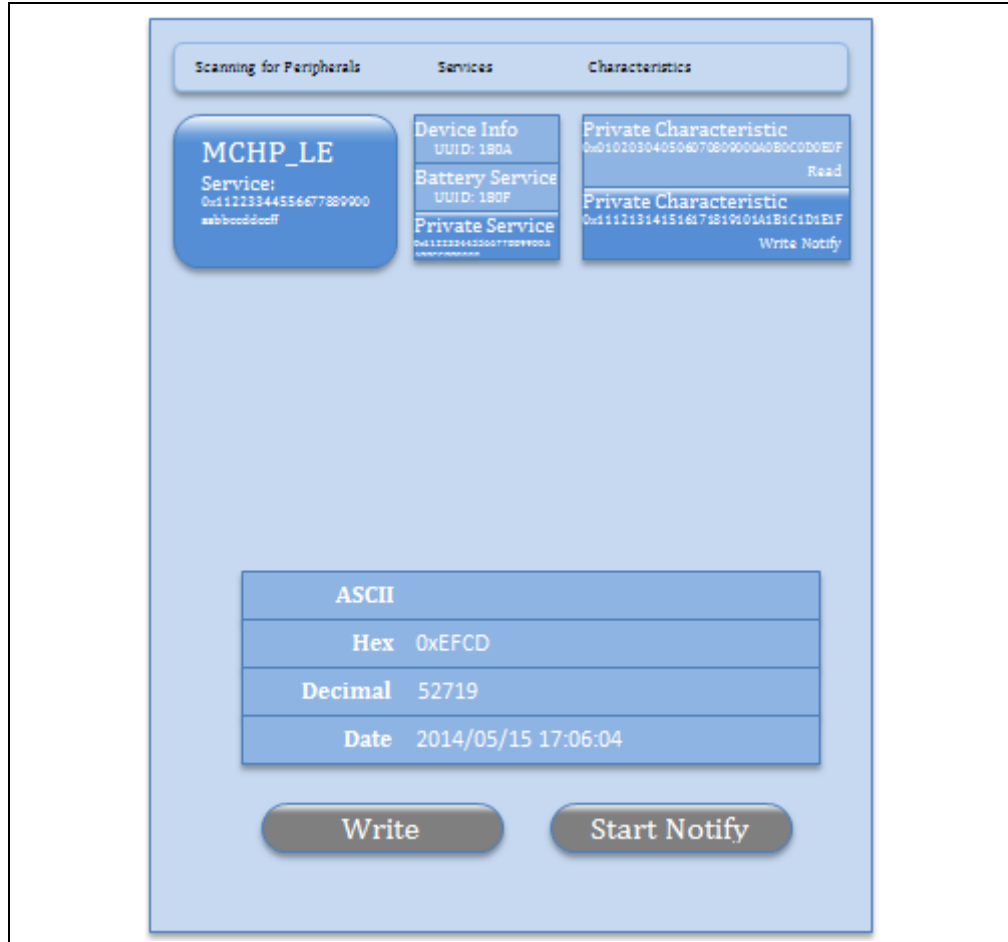 Scanning for Peripherals
Services
Characteristics
MCHP_LE
Service:
0x11223344556677889900
aabbccddeeff
Device Info
UUID: 180A
Battery Service
UUID: 180F
Private Service
Private Characteristic
0x010203040506070809000A0B0C0D0E0F
Read
Private Characteristic
0x111213141516171819101A1B1C1D1E1F
Write Notify
ASCII
Hex 0xEFCD
Decimal 52719
Date 2014/05/15 17:06:04
Write
Start Notify